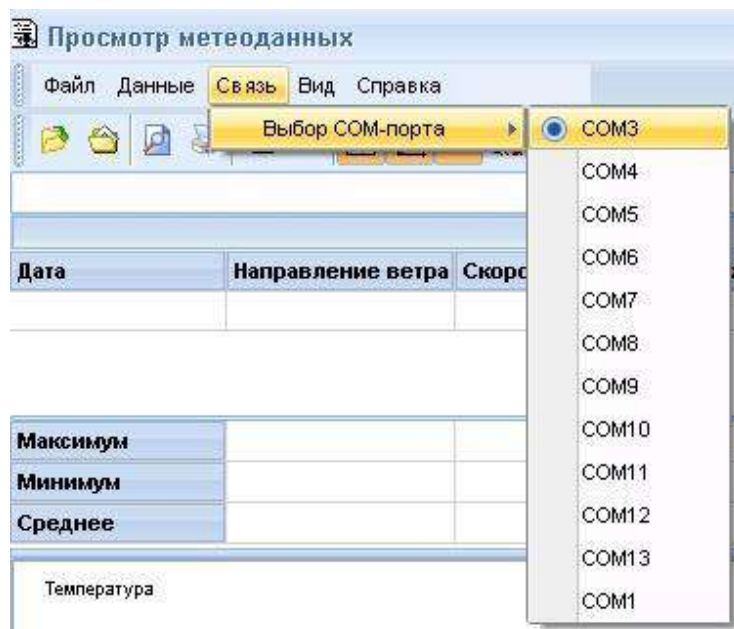 Просмотр метеоданных
Файл Данные Связь Вид Справка
Выбор COM-порта
COM3
COM4
COM5
COM6
COM7
COM8
COM9
COM10
COM11
COM12
COM13
COM1
Дата Направление ветра
Максимум
Минимум
Среднее
Температура